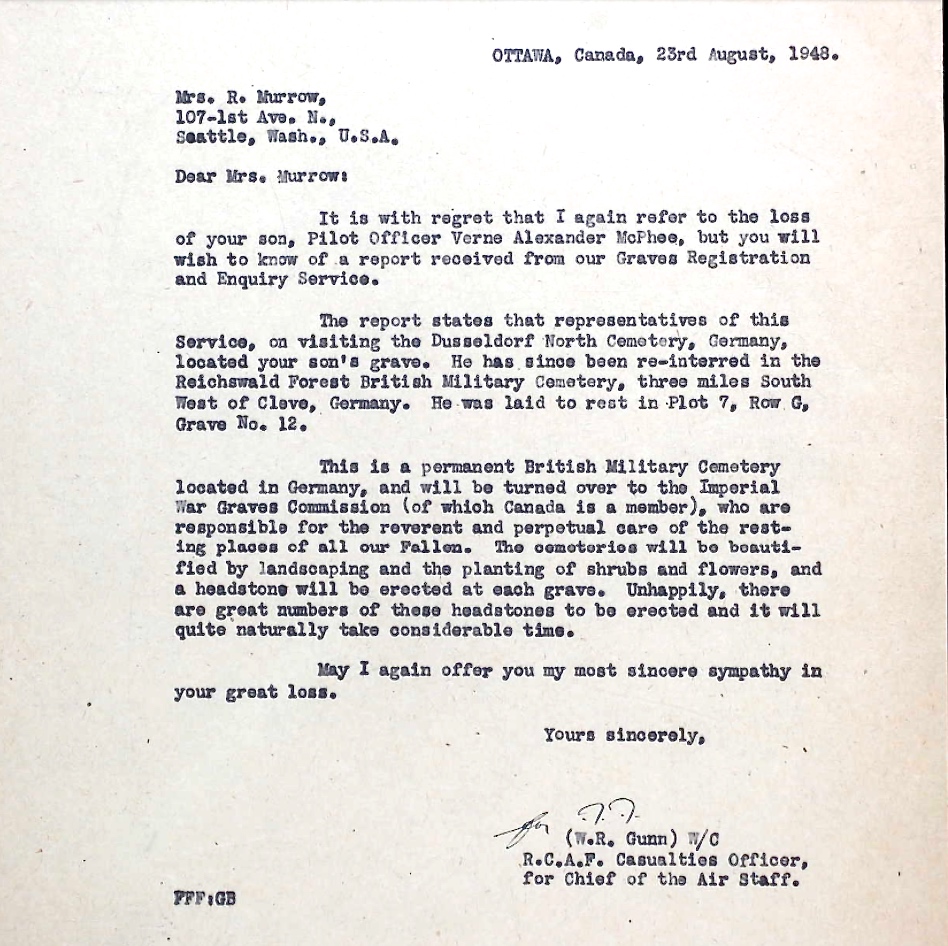 OTTAWA, Canada, 23rd August, 1948.
Mrs. R. Murrow,
107-1st Ave. N.,
Seattle, Wash., U.S.A.
Dear Mrs. Murrow:
It is with regret that I again refer to the loss
of your son, Pilot Officer Verne Alexander McPhee, but you will
wish to know of a report received from our Graves Registration
and Enquiry Service.
The report states that representatives of this
Service, on visiting the Dusseldorf North Cemetery, Germany,
located your son's grave. He has since been re-interred in the
Reichswald Forest British Military Cemetery, three miles South
West of Cleve, Germany. He was laid to rest in Plot 7, Row G,
Grave No. 12.
This is a permanent British Military Cemetery
located in Germany, and will be turned over to the Imperial
War Graves Commission (of which Canada is a member), who are
responsible for the reverent and perpetual care of the rest-
ing places of all our Fallen. The cemeteries will be beauti-
fied by landscaping and the planting of shrubs and flowers, and
a headstone will be erected at each grave. Unhappily, there
are great numbers of these headstones to be erected and it will
quite naturally take considerable time.
May I again offer you my most sincere sympathy in
your great loss.
Yours sincerely,
for
(W.R. Gunn) W/C
R.C.A.F. Casualties Officer,
for Chief of the Air Staff.
FFF:GB